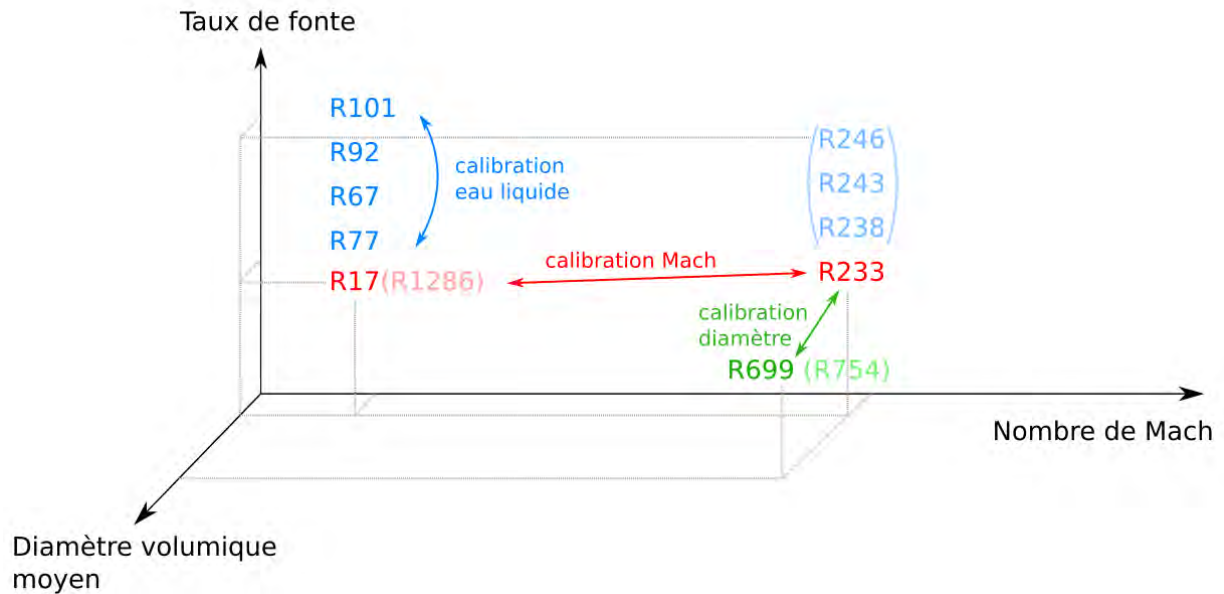 Taux de fonte
R101
R92
R67
R77
calibration
eau liquide
R246
R243
R238
R17(R1286)
calibration Mach
R233
calibration
diamètre
R699 (R754)
Nombre de Mach
Diamètre volumique
moyen